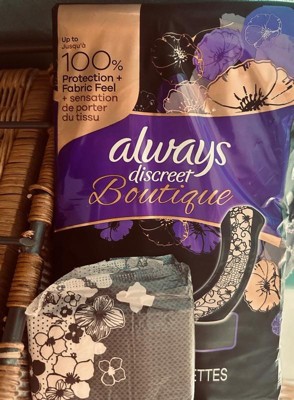 Up to
Jusqu'à
100%
Protection +
Fabric Feel
+ sensation
de porter
du tissu
always
discreet
Boutique
ETTES